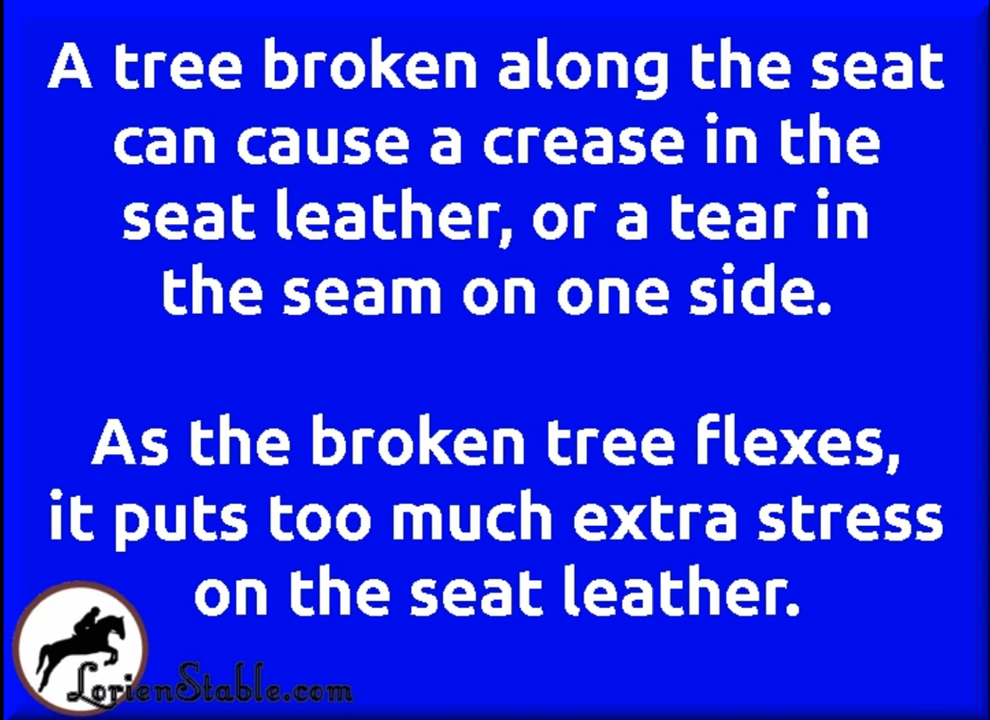 A tree broken along the seat
can cause a crease in the
seat leather, or a tear in
the seam on one side.
As the broken tree flexes,
it puts too much extra stress
on the seat leather.
LorienStable.com